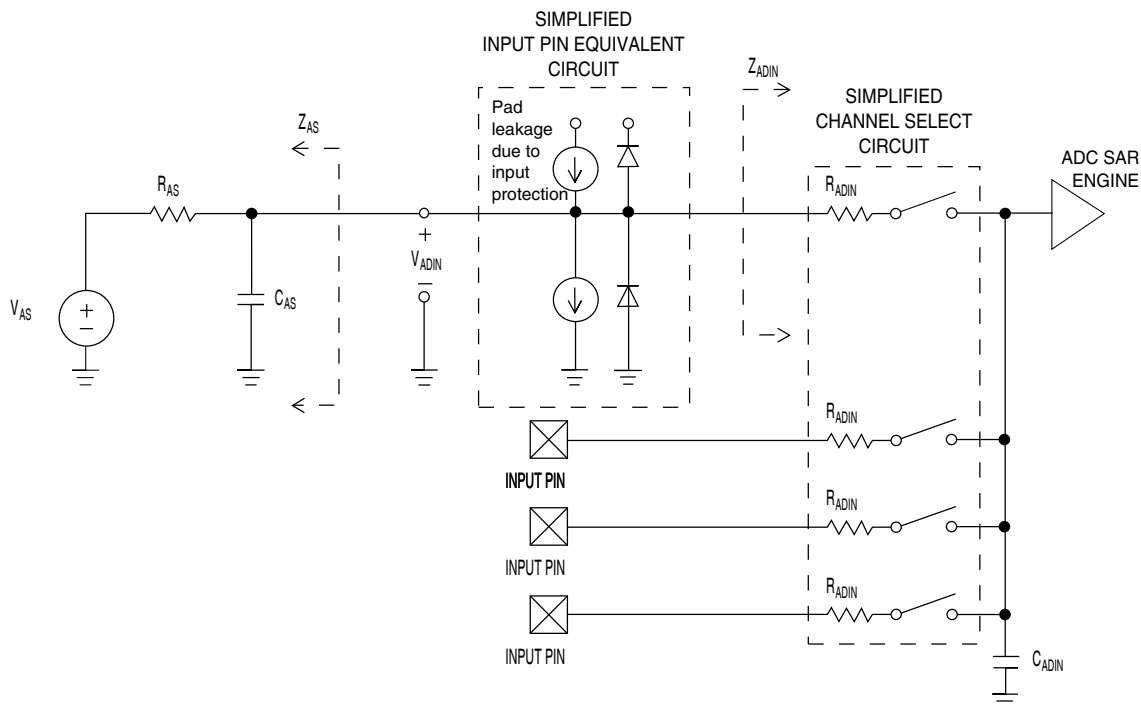 SIMPLIFIED
INPUT PIN EQUIVALENT
CIRCUIT
Pad
leakage
due to
input
protection
Z_ADIN
SIMPLIFIED
CHANNEL SELECT
CIRCUIT
ADC SAR
ENGINE
Z_AS
R_AS
R_ADIN
+
V_ADIN
–
V_AS
+
–
C_AS
R_ADIN
INPUT PIN
R_ADIN
INPUT PIN
R_ADIN
INPUT PIN
C_ADIN